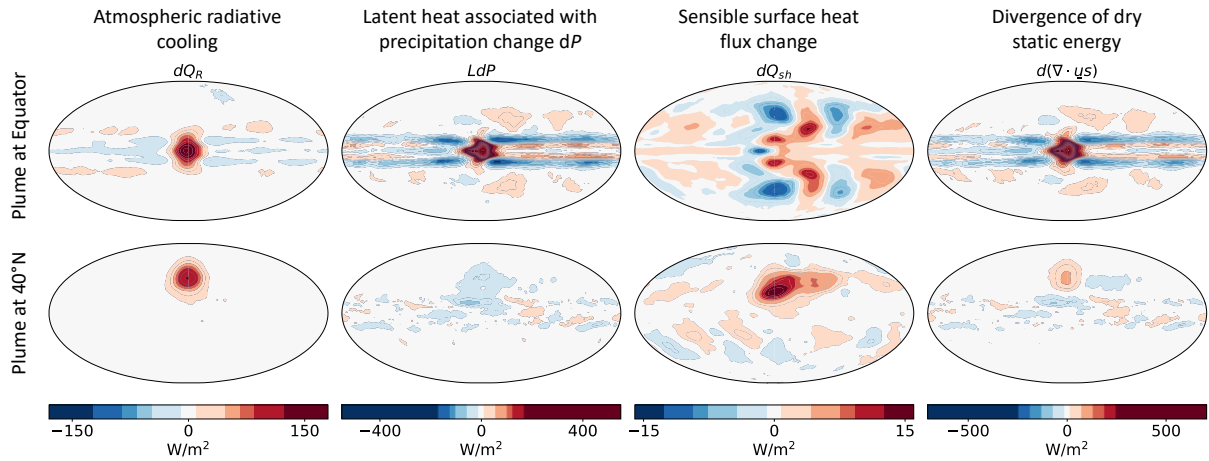 Atmospheric radiative
cooling
Latent heat associated with
precipitation change dP
Sensible surface heat
flux change
Divergence of dry
static energy
dQ_R
LdP
dQ_sh
d(∇ · u̲s)
Plume at Equator
Plume at 40°N
−150 0 150
−400 0 400
−15 0 15
−500 0 500
W/m²
W/m²
W/m²
W/m²